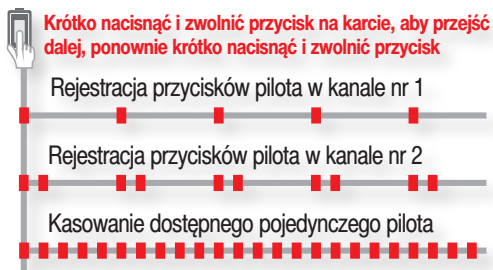 Krótko nacisnąć i zwolnić przycisk na karcie, aby przejść
dalej, ponownie krótko nacisnąć i zwolnić przycisk
Rejestracja przycisków pilota w kanale nr 1
Rejestracja przycisków pilota w kanale nr 2
Kasowanie dostępnego pojedynczego pilota